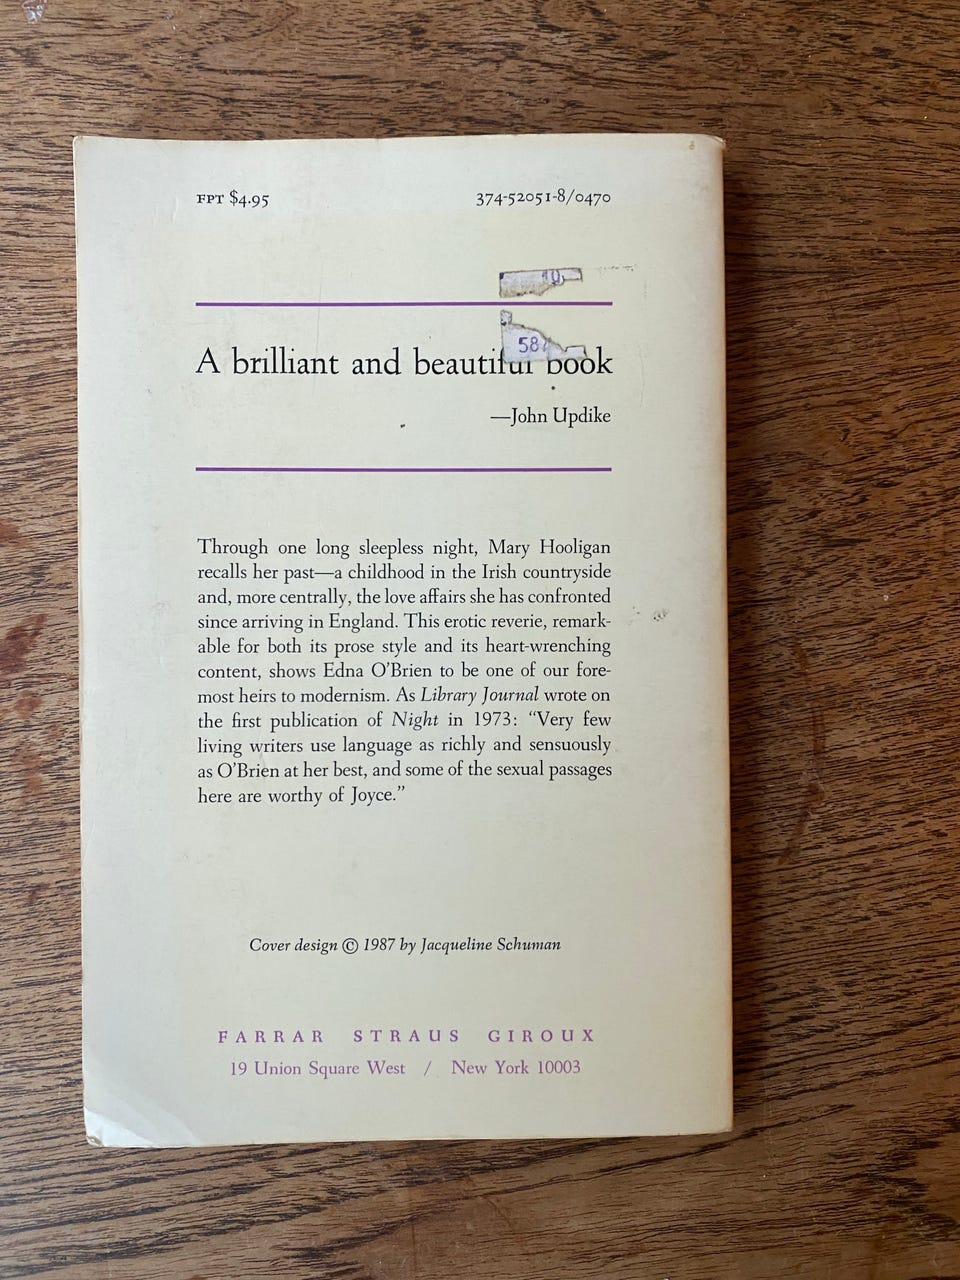 FPT $4.95 374-52051-8/0470
10
58
A brilliant and beautiful book
—John Updike
Through one long sleepless night, Mary Hooligan
recalls her past—a childhood in the Irish countryside
and, more centrally, the love affairs she has confronted
since arriving in England. This erotic reverie, remark-
able for both its prose style and its heart-wrenching
content, shows Edna O'Brien to be one of our fore-
most heirs to modernism. As Library Journal wrote on
the first publication of Night in 1973: “Very few
living writers use language as richly and sensuously
as O'Brien at her best, and some of the sexual passages
here are worthy of Joyce.”
Cover design © 1987 by Jacqueline Schuman
FARRAR STRAUS GIROUX
19 Union Square West / New York 10003